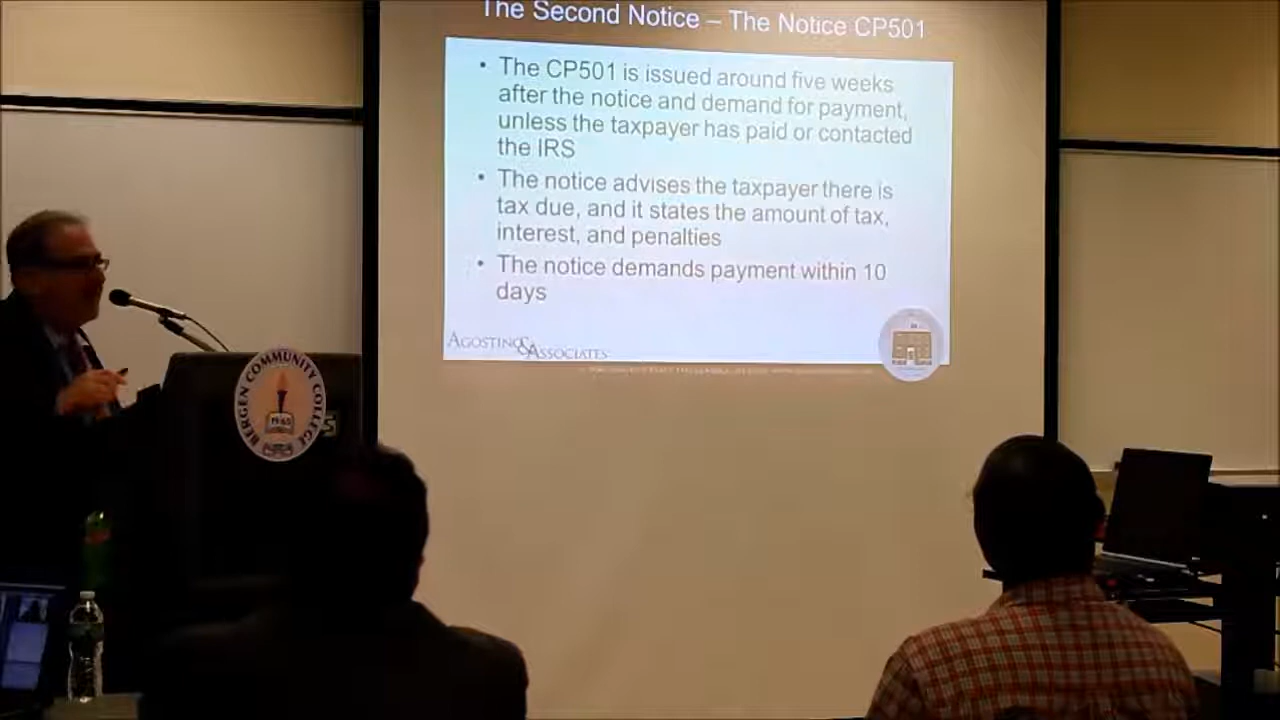 The Second Notice – The Notice CP501
• The CP501 is issued around five weeks
after the notice and demand for payment,
unless the taxpayer has paid or contacted
the IRS
• The notice advises the taxpayer there is
tax due, and it states the amount of tax,
interest, and penalties
• The notice demands payment within 10
days
AGOSTINO & ASSOCIATES
BERGEN COMMUNITY COLLEGE
1965